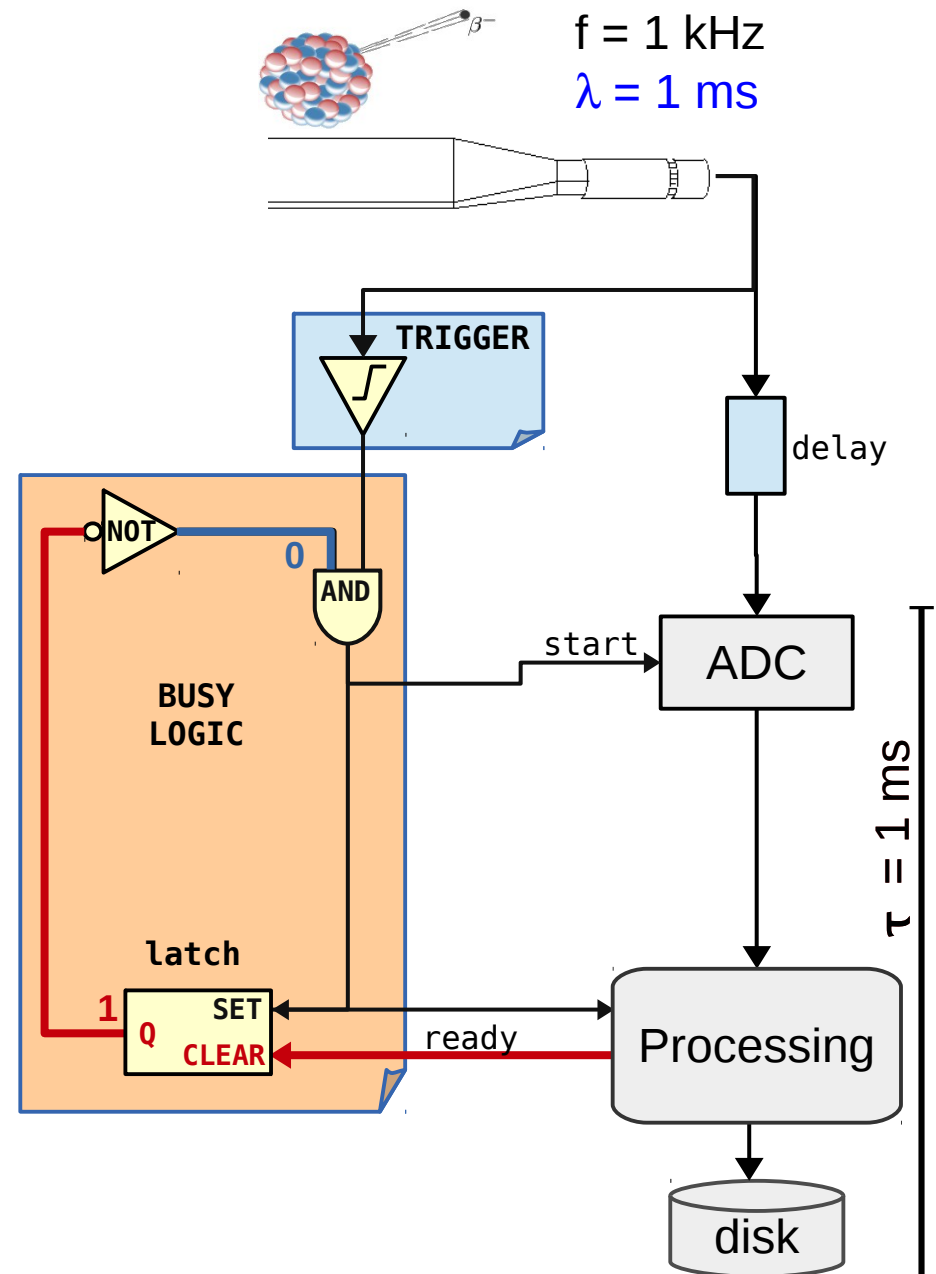 β−
f = 1 kHz
λ = 1 ms
TRIGGER
delay
NOT
0
AND
start
ADC
BUSY
LOGIC
τ = 1 ms
latch
1
SET
Q
CLEAR
ready
Processing
disk